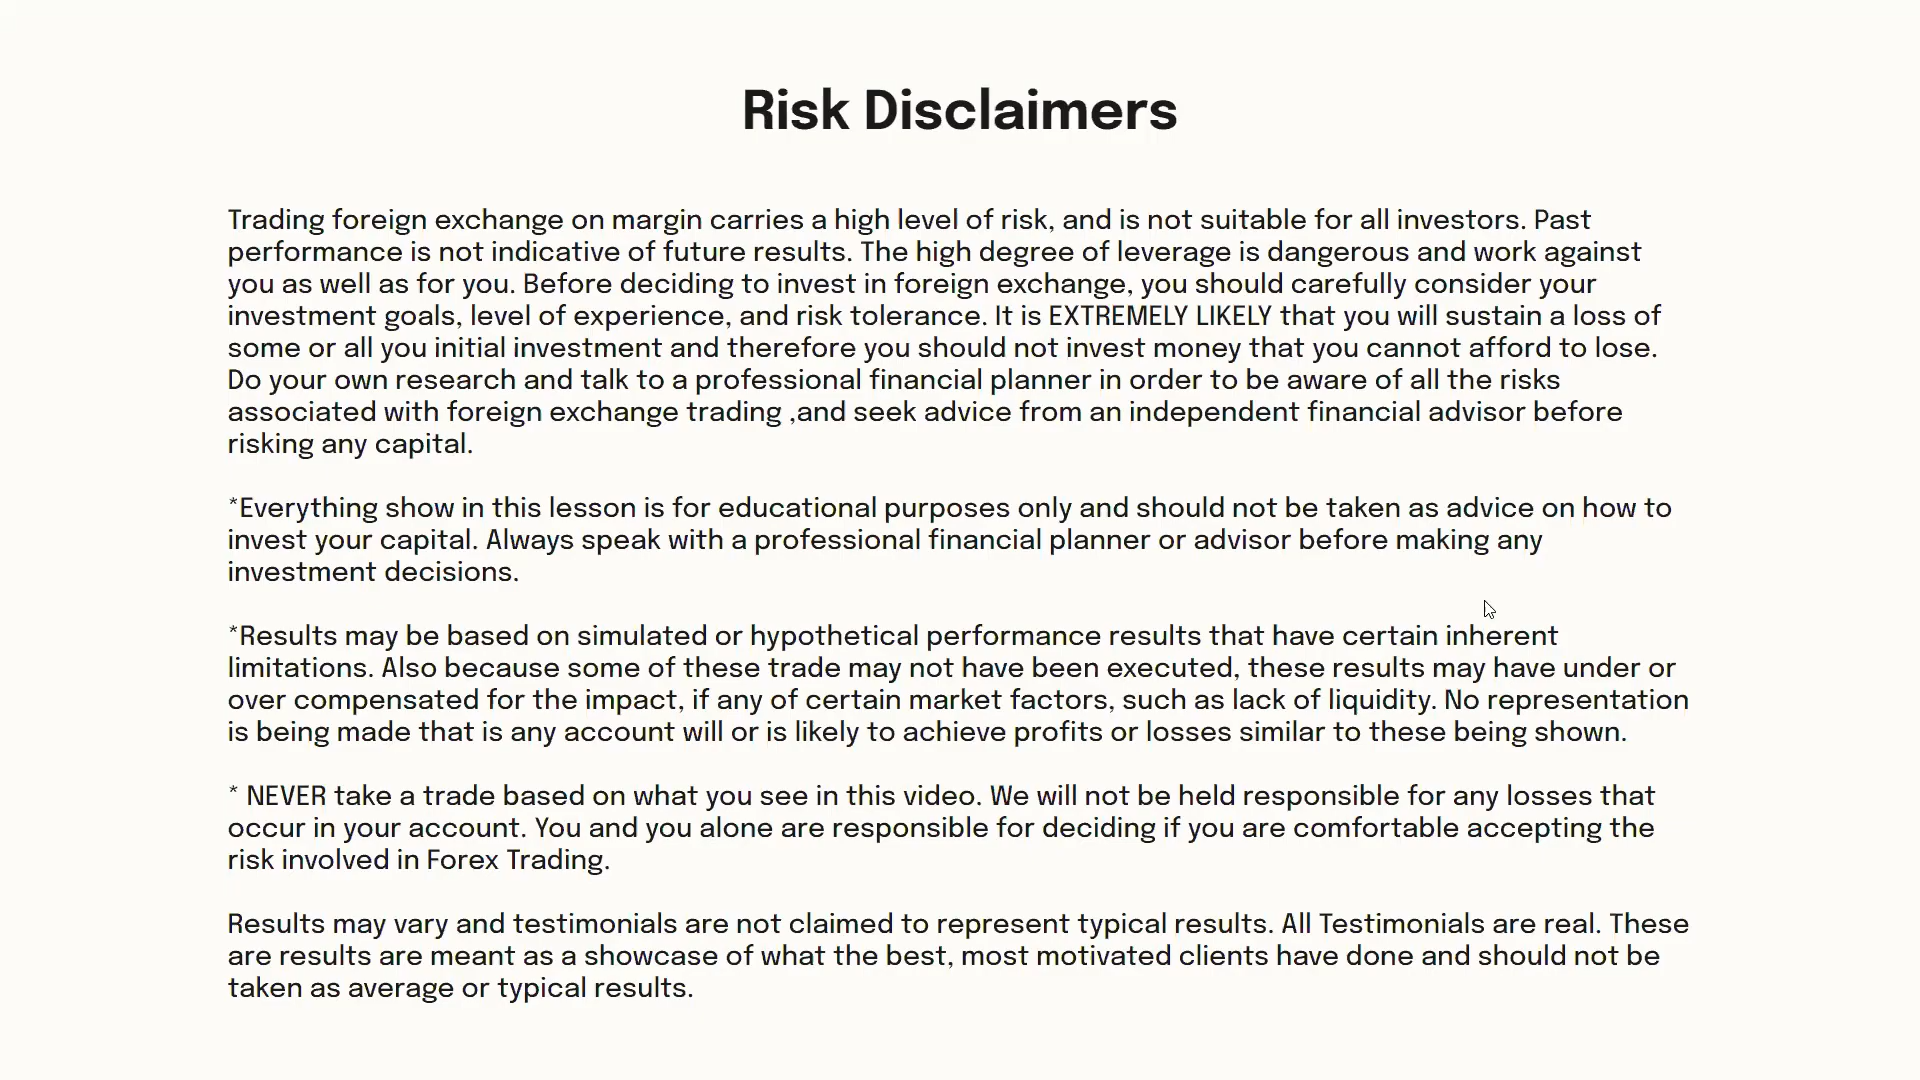 Risk Disclaimers
Trading foreign exchange on margin carries a high level of risk, and is not suitable for all investors. Past
performance is not indicative of future results. The high degree of leverage is dangerous and work against
you as well as for you. Before deciding to invest in foreign exchange, you should carefully consider your
investment goals, level of experience, and risk tolerance. It is EXTREMELY LIKELY that you will sustain a loss of
some or all you initial investment and therefore you should not invest money that you cannot afford to lose.
Do your own research and talk to a professional financial planner in order to be aware of all the risks
associated with foreign exchange trading ,and seek advice from an independent financial advisor before
risking any capital.
*Everything show in this lesson is for educational purposes only and should not be taken as advice on how to
invest your capital. Always speak with a professional financial planner or advisor before making any
investment decisions.
*Results may be based on simulated or hypothetical performance results that have certain inherent
limitations. Also because some of these trade may not have been executed, these results may have under or
over compensated for the impact, if any of certain market factors, such as lack of liquidity. No representation
is being made that is any account will or is likely to achieve profits or losses similar to these being shown.
* NEVER take a trade based on what you see in this video. We will not be held responsible for any losses that
occur in your account. You and you alone are responsible for deciding if you are comfortable accepting the
risk involved in Forex Trading.
Results may vary and testimonials are not claimed to represent typical results. All Testimonials are real. These
are results are meant as a showcase of what the best, most motivated clients have done and should not be
taken as average or typical results.